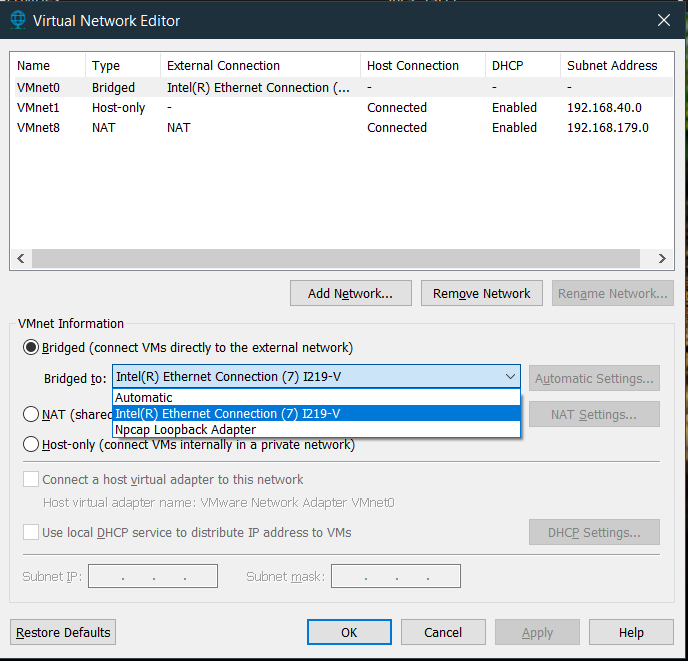 Virtual Network Editor
Name Type External Connection Host Connection DHCP Subnet Address
VMnet0 Bridged Intel(R) Ethernet Connection (... - - -
VMnet1 Host-only - Connected Enabled 192.168.40.0
VMnet8 NAT NAT Connected Enabled 192.168.179.0
Add Network... Remove Network Rename Network...
VMnet Information
Bridged (connect VMs directly to the external network)
Bridged to: Intel(R) Ethernet Connection (7) I219-V Automatic Settings...
Automatic
NAT (shared Intel(R) Ethernet Connection (7) I219-V NAT Settings...
Npcap Loopback Adapter
Host-only (connect VMs internally in a private network)
Connect a host virtual adapter to this network
Host virtual adapter name: VMware Network Adapter VMnet0
Use local DHCP service to distribute IP address to VMs DHCP Settings...
Subnet IP: . . . Subnet mask: . . .
Restore Defaults OK Cancel Apply Help